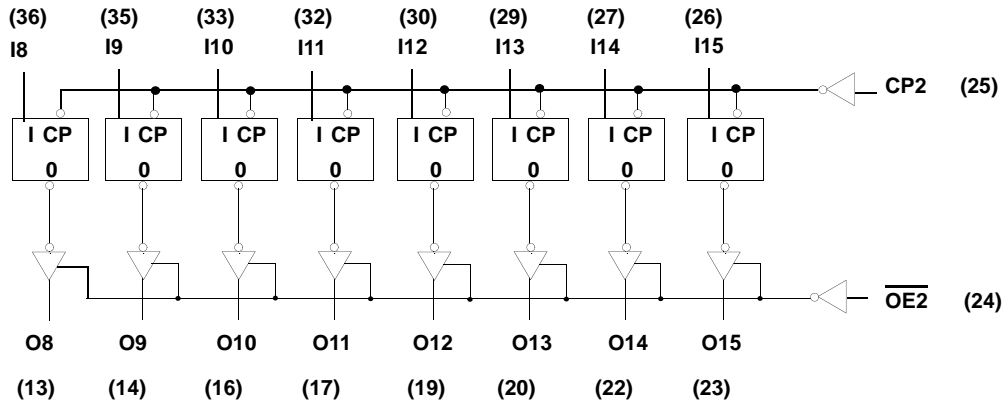 (36) (35) (33) (32) (30) (29) (27) (26)
I8 I9 I10 I11 I12 I13 I14 I15
CP2 (25)
I CP I CP I CP I CP I CP I CP I CP I CP
0 0 0 0 0 0 0 0
OE2 (24)
O8 O9 O10 O11 O12 O13 O14 O15
(13) (14) (16) (17) (19) (20) (22) (23)